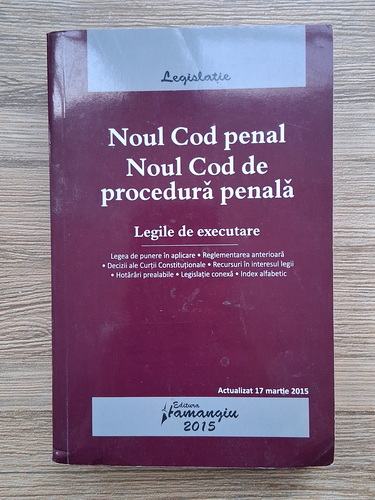 Legislație
Noul Cod penal
Noul Cod de
procedură penală
Legile de executare
Legea de punere în aplicare • Reglementarea anterioară
• Decizii ale Curții Constituționale • Recursuri în interesul legii
• Hotărâri prealabile • Legislație conexă • Index alfabetic
Actualizat 17 martie 2015
Editura
Hamangiu
2015